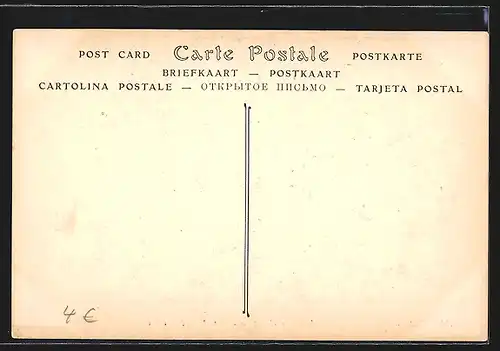 POST CARD Carte Postale POSTKARTE
BRIEFKAART — POSTKAART
CARTOLINA POSTALE — ОТКРЫТОЕ ПИСЬМО — TARJETA POSTAL
4 €